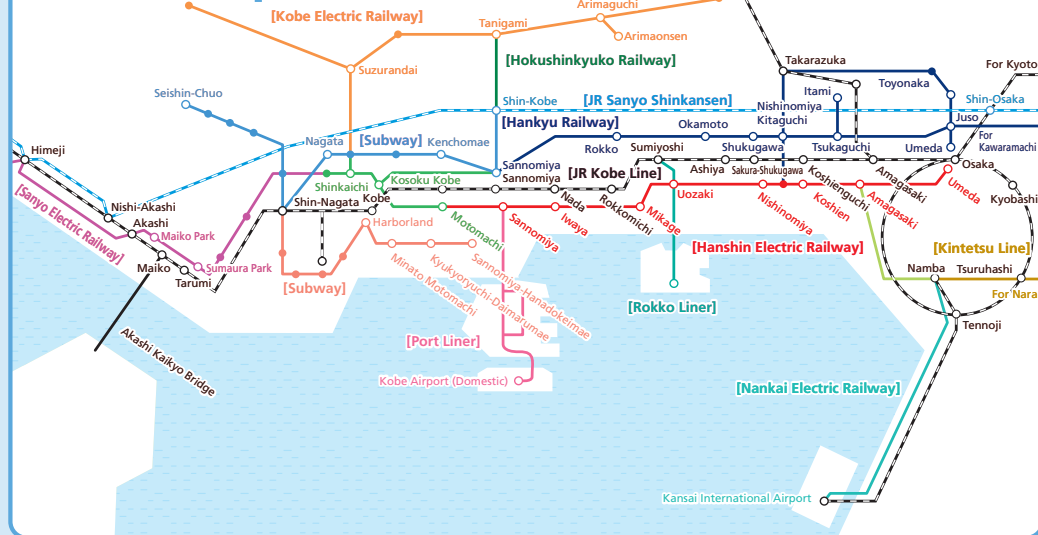 Arimaguchi
[Kobe Electric Railway]
Tanigami
Arimaonsen
[Hokushinkyuko Railway]
Takarazuka
For Kyoto
Suzurandai
Toyonaka
Seishin-Chuo
Itami
Shin-Kobe
[JR Sanyo Shinkansen]
Shin-Osaka
Nishinomiya
Kitaguchi
[Hankyu Railway]
Okamoto
Juso
Nagata
[Subway]
Kenchomae
Rokko
Sumiyoshi
Shukugawa
Tsukaguchi
Umeda
For
Kawaramachi
Himeji
Sannomiya
Sannomiya
[JR Kobe Line]
Ashiya
Sakura-Shukugawa
Koshienguchi
Amagasaki
Osaka
Shinkaichi
Kosoku Kobe
Kobe
Uozaki
Umeda
Nishi-Akashi
Shin-Nagata
Nada
Rokkomichi
Kyobashi
Akashi
Maiko Park
Harborland
Motomachi
Sannomiya
Iwaya
Mikage
Nishinomiya
Koshien
Amagasaki
[Sanyo Electric Railway]
[Hanshin Electric Railway]
[Kintetsu Line]
Maiko
Sumaura Park
Tarumi
[Subway]
Minato Motomachi
Kyukyoryuchi-Daimarumae
Sannomiya-Hanadokeimae
Namba
Tsuruhashi
For Nara
[Rokko Liner]
Tennoji
Akashi Kaikyo Bridge
[Port Liner]
Kobe Airport (Domestic)
[Nankai Electric Railway]
Kansai International Airport